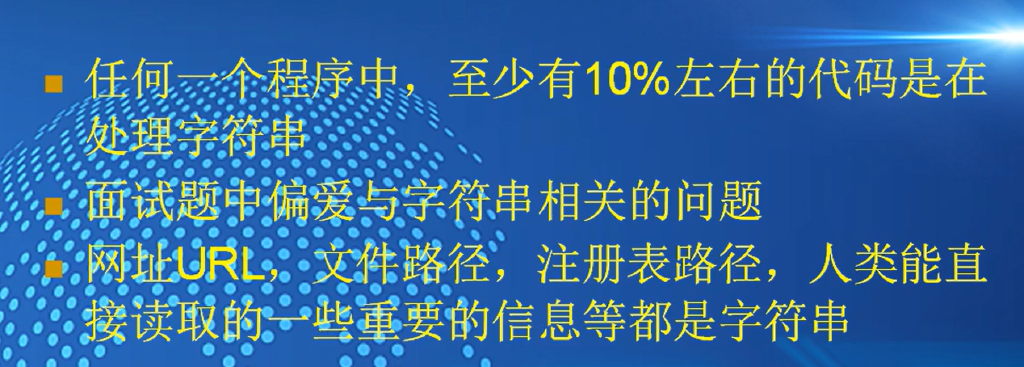 任何一个程序中，至少有10%左右的代码是在
处理字符串
面试题中偏爱与字符串相关的问题
网址URL，文件路径，注册表路径，人类能直
接读取的一些重要的信息等都是字符串